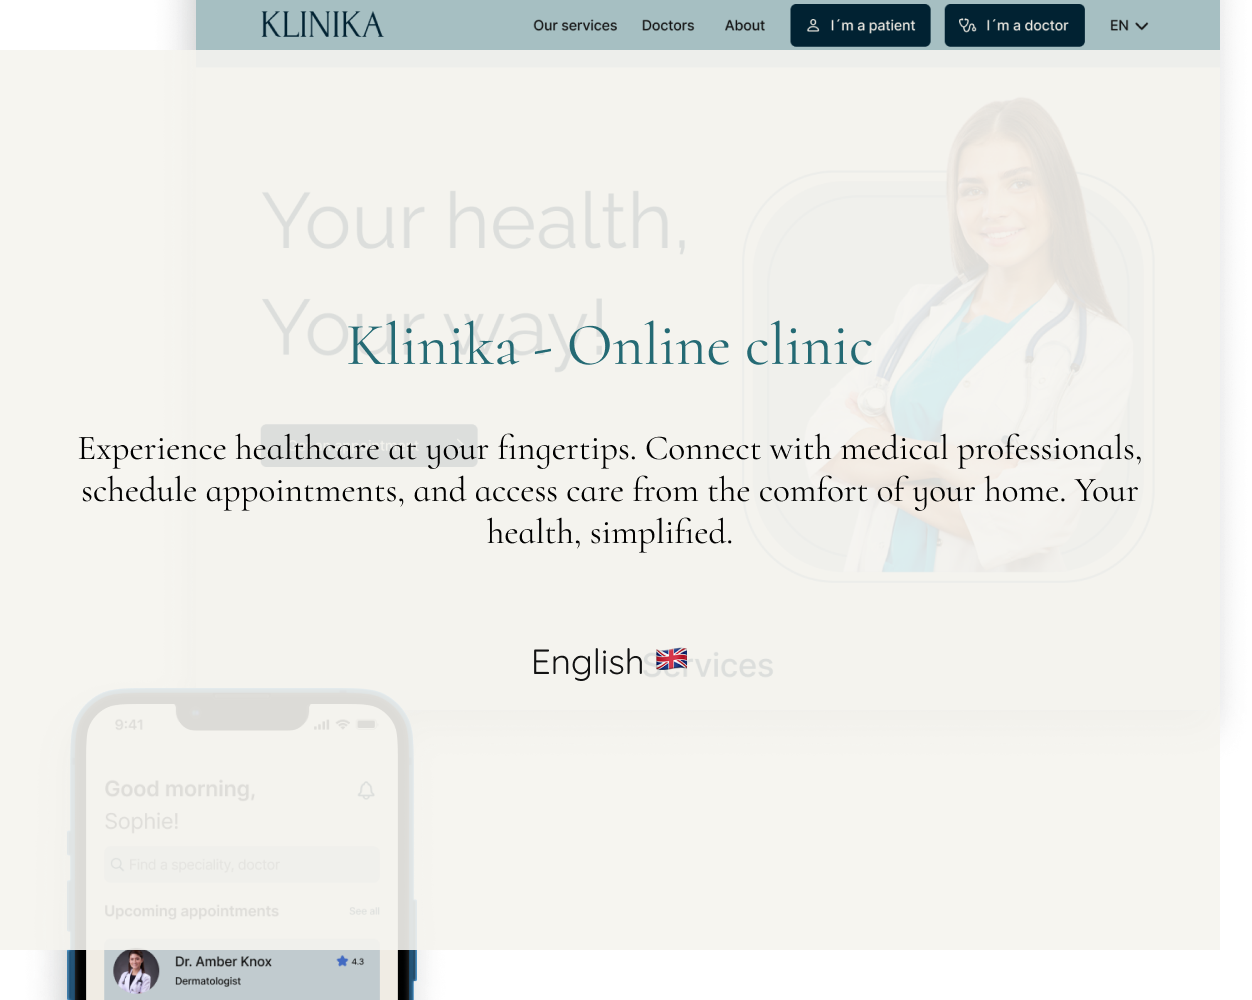 KLINIKA
Our services Doctors About I´m a patient I´m a doctor EN
Your health,
Your way!
Klinika - Online clinic
Experience healthcare at your fingertips. Connect with medical professionals,
schedule appointments, and access care from the comfort of your home. Your
health, simplified.
English 🇬🇧
Services
9:41
Good morning,
Sophie!
Find a speciality, doctor
Upcoming appointments See all
Dr. Amber Knox 4.3
Dermatologist